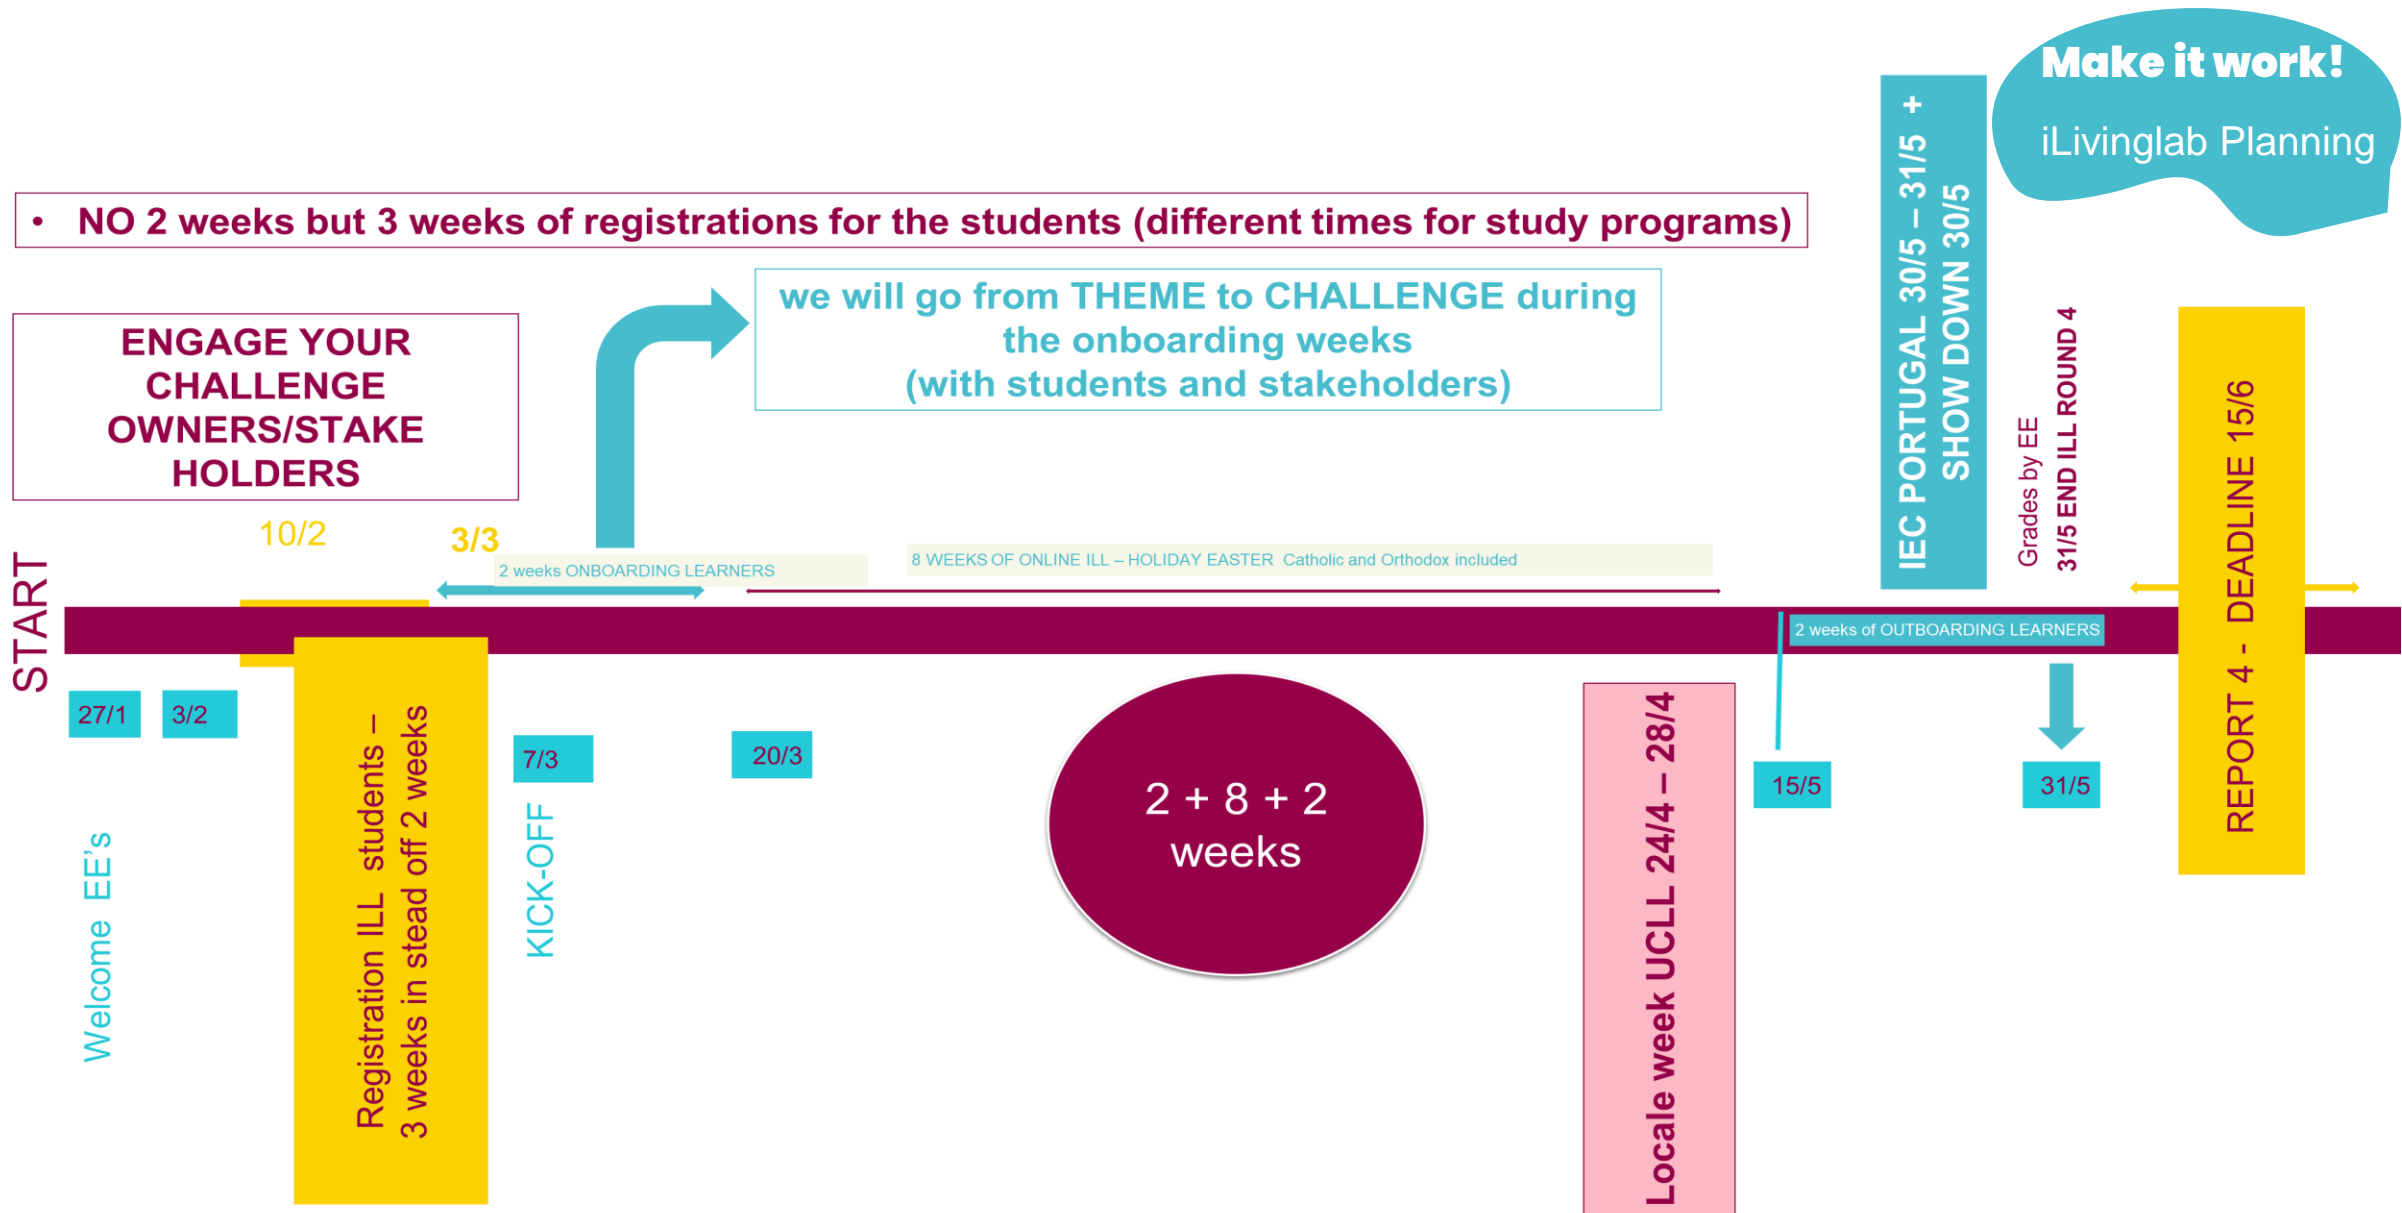 Make it work!
iLivinglab Planning
• NO 2 weeks but 3 weeks of registrations for the students (different times for study programs)
we will go from THEME to CHALLENGE during
the onboarding weeks
(with students and stakeholders)
ENGAGE YOUR
CHALLENGE
OWNERS/STAKE
HOLDERS
IEC PORTUGAL 30/5 – 31/5 +
SHOW DOWN 30/5
Grades by EE
31/5 END ILL ROUND 4
REPORT 4 - DEADLINE 15/6
10/2
3/3
2 weeks ONBOARDING LEARNERS
8 WEEKS OF ONLINE ILL – HOLIDAY EASTER Catholic and Orthodox included
START
2 weeks of OUTBOARDING LEARNERS
27/1
3/2
7/3
20/3
15/5
31/5
Welcome EE's
Registration ILL students –
3 weeks in stead off 2 weeks
KICK-OFF
2 + 8 + 2
weeks
Locale week UCLL 24/4 – 28/4